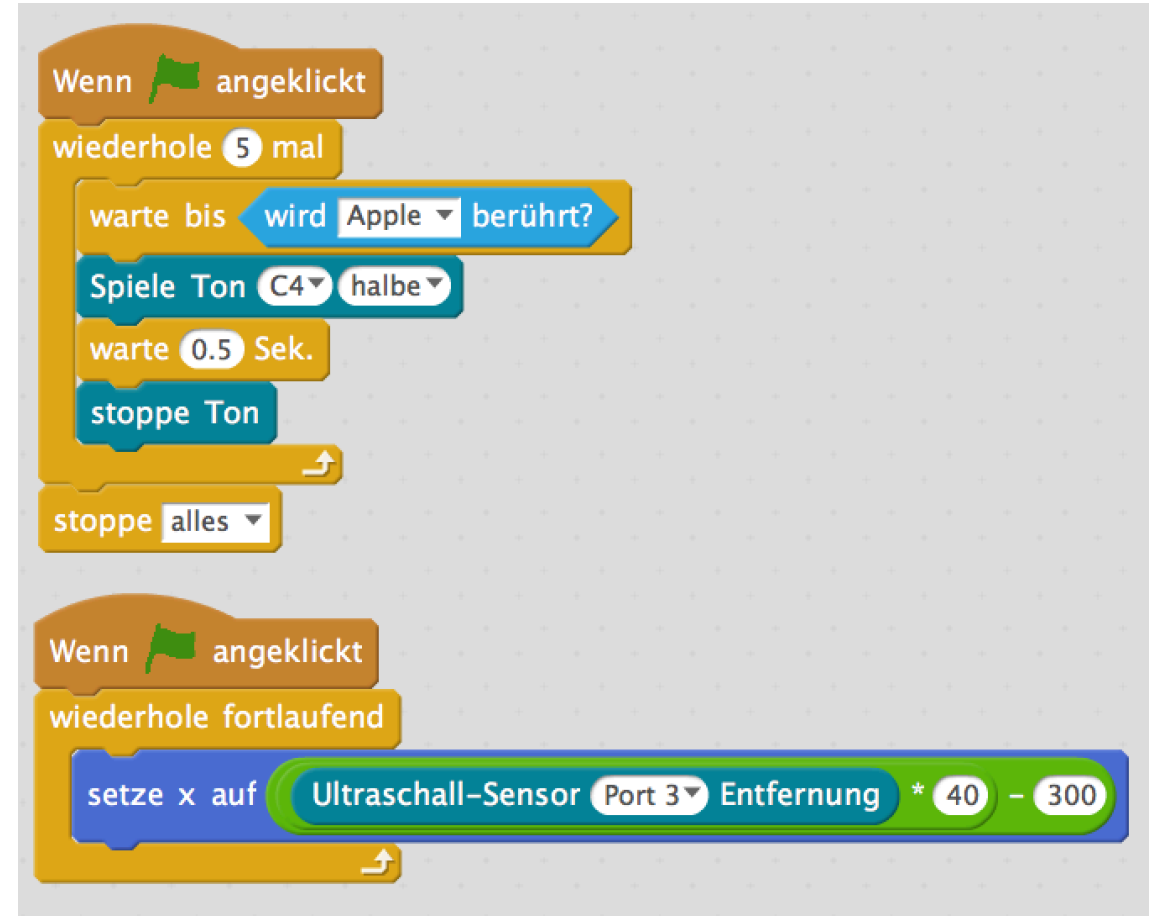 Wenn angeklickt
wiederhole 5 mal
warte bis wird Apple berührt?
Spiele Ton C4 halbe
warte 0.5 Sek.
stoppe Ton
stoppe alles
Wenn angeklickt
wiederhole fortlaufend
setze x auf Ultraschall-Sensor Port 3 Entfernung * 40 - 300